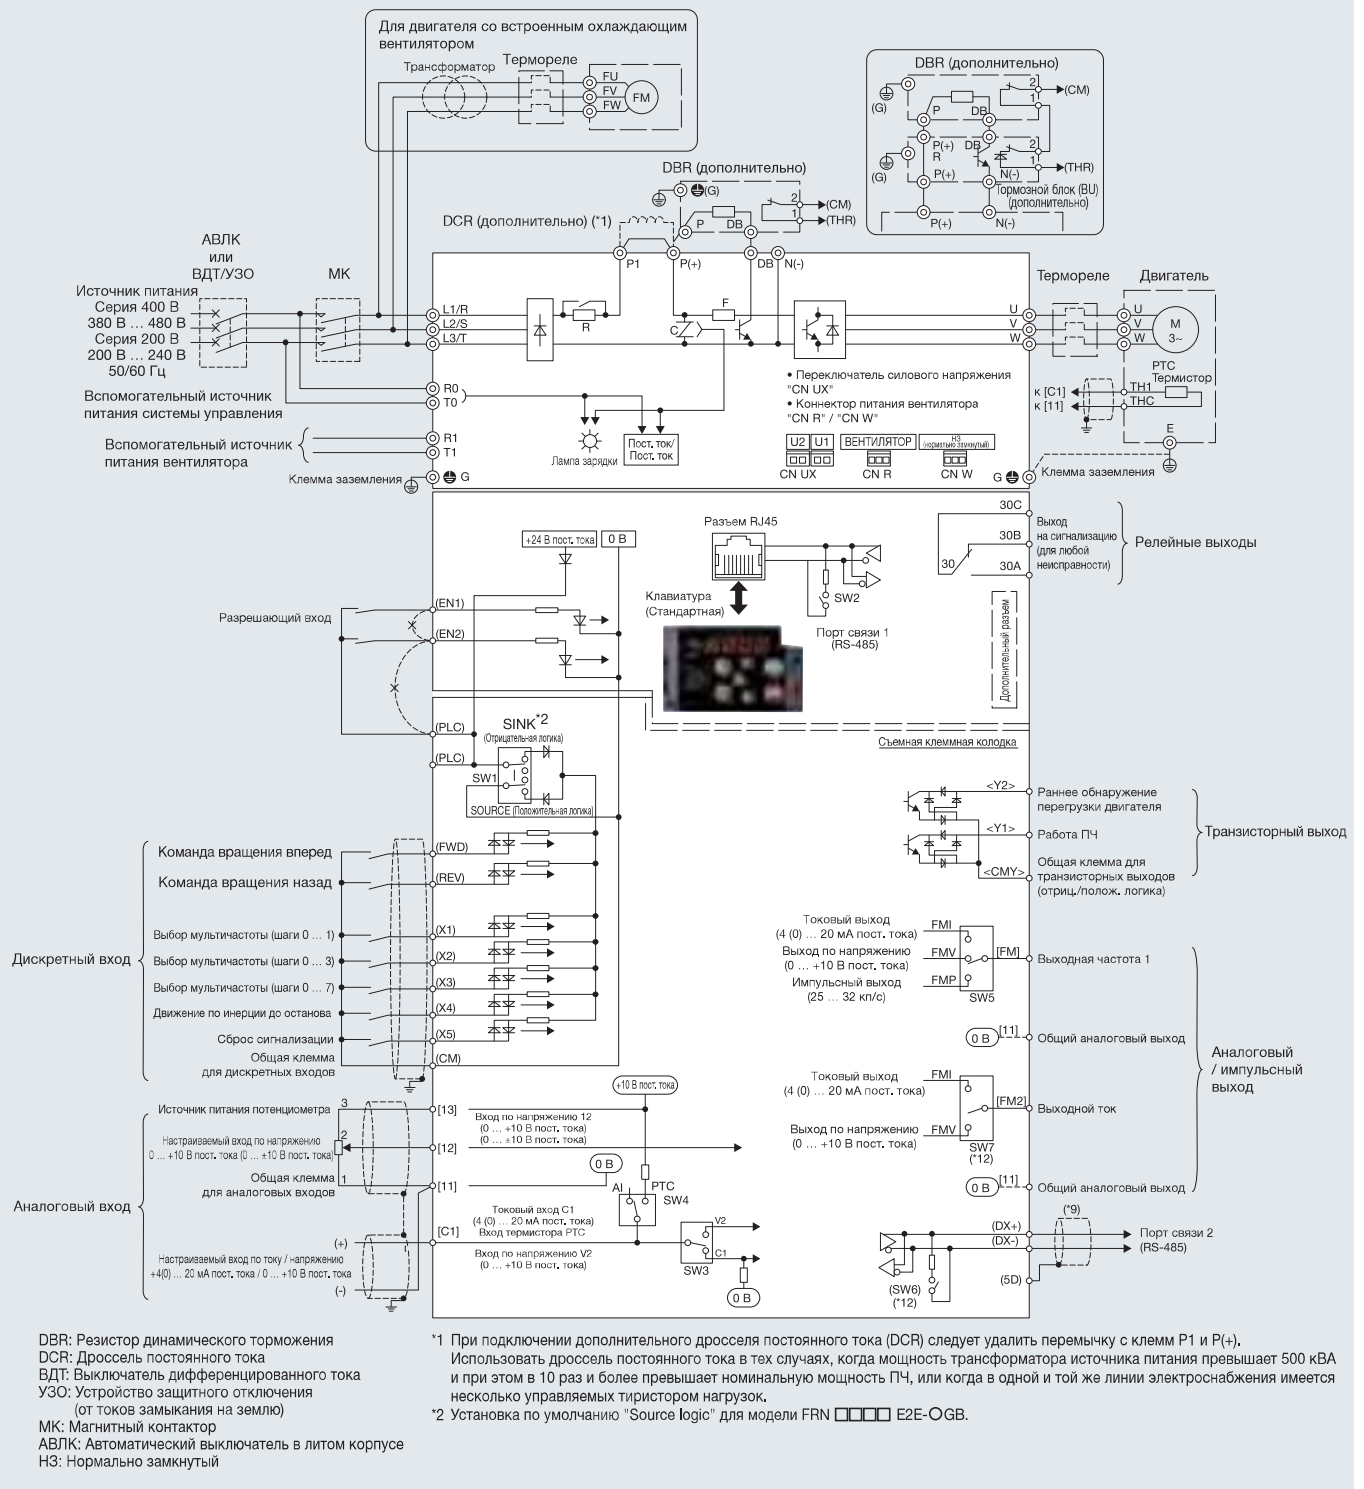 Для двигателя со встроенным охлаждающим
вентилятором
Трансформатор
Термореле
FU
FV
FW
FM
DBR (дополнительно)
(G)
P
DB
2
1
(CM)
P(+)
R
DB
2
1
(THR)
(G)
P(+)
N(-)
Тормозной блок (BU)
(дополнительно)
P(+)
N(-)
DBR (дополнительно)
(G)
2
1
(CM)
(THR)
P
DB
DCR (дополнительно) (*1)
P1
P(+)
DB
N(-)
АВЛК
или
ВДТ/УЗО
МК
Источник питания
Серия 400 В
380 В ... 480 В
Серия 200 В
200 В ... 240 В
50/60 Гц
L1/R
L2/S
L3/T
R
F
C
U
V
W
Термореле
Двигатель
U
V
W
M
3~
PTC
Термистор
TH1
THC
к [C1]
к [11]
E
Вспомогательный источник
питания системы управления
R0
T0
Вспомогательный источник
питания вентилятора
R1
T1
Клемма заземления
G
Лампа зарядки
Пост. ток/
Пост. ток
• Переключатель силового напряжения
"CN UX"
• Коннектор питания вентилятора
"CN R" / "CN W"
U2
U1
ВЕНТИЛЯТОР
НЗ
(нормально замкнутый)
CN UX
CN R
CN W
G
Клемма заземления
+24 В пост. тока
0 В
Разъем RJ45
SW2
Клавиатура
(Стандартная)
Порт связи 1
(RS-485)
30C
30B
30
30A
Выход
на сигнализацию
(для любой
неисправности)
Релейные выходы
Дополнительный разъем
Разрешающий вход
(EN1)
(EN2)
(PLC)
(PLC)
SINK*2
(Отрицательная логика)
SW1
SOURCE (Положительная логика)
Съемная клеммная колодка
<Y2>
Раннее обнаружение
перегрузки двигателя
<Y1>
Работа ПЧ
<CMY>
Общая клемма для
транзисторных выходов
(отриц./полож. логика)
Транзисторный выход
Дискретный вход
Команда вращения вперед
(FWD)
Команда вращения назад
(REV)
Выбор мультичастоты (шаги 0 ... 1)
(X1)
Выбор мультичастоты (шаги 0 ... 3)
(X2)
Выбор мультичастоты (шаги 0 ... 7)
(X3)
Движение по инерции до останова
(X4)
Сброс сигнализации
(X5)
Общая клемма
для дискретных входов
(CM)
Токовый выход
(4 (0) ... 20 мА пост. тока)
FMI
Выход по напряжению
(0 ... +10 В пост. тока)
FMV
Импульсный выход
(25 ... 32 кп/с)
FMP
[FM]
SW5
Выходная частота 1
0 В
[11]
Общий аналоговый выход
Токовый выход
(4 (0) ... 20 мА пост. тока)
FMI
[FM2]
Выходной ток
Выход по напряжению
(0 ... +10 В пост. тока)
FMV
SW7
(*12)
0 В
[11]
Общий аналоговый выход
Аналоговый
/ импульсный
выход
Аналоговый вход
Источник питания потенциометра
3
[13]
+10 В пост. тока
Вход по напряжению 12
(0 ... +10 В пост. тока)
(0 ... ±10 В пост. тока)
Настраиваемый вход по напряжению
0 ... +10 В пост. тока (0 ... ±10 В пост. тока)
2
[12]
Общая клемма
для аналоговых входов
1
[11]
0 В
AI
PTC
SW4
[C1]
Токовый вход C1
(4 (0) ... 20 мА пост. тока)
Вход термистора PTC
Вход по напряжению V2
(0 ... +10 В пост. тока)
V2
C1
SW3
0 В
(+)
Настраиваемый вход по току / напряжению
+4(0) ... 20 мА пост. тока / 0 ... +10 В пост. тока
(-)
(DX+)
(DX-)
(SD)
(SW6)
(*12)
(*9)
Порт связи 2
(RS-485)
DBR: Резистор динамического торможения
DCR: Дроссель постоянного тока
ВДТ: Выключатель дифференцированного тока
УЗО: Устройство защитного отключения
(от токов замыкания на землю)
МК: Магнитный контактор
АВЛК: Автоматический выключатель в литом корпусе
НЗ: Нормально замкнутый
*1 При подключении дополнительного дросселя постоянного тока (DCR) следует удалить перемычку с клемм P1 и P(+).
Использовать дроссель постоянного тока в тех случаях, когда мощность трансформатора источника питания превышает 500 кВА
и при этом в 10 раз и более превышает номинальную мощность ПЧ, или когда в одной и той же линии электроснабжения имеется
несколько управляемых тиристором нагрузок.
*2 Установка по умолчанию "Source logic" для модели FRN □□□□ E2E-○GB.